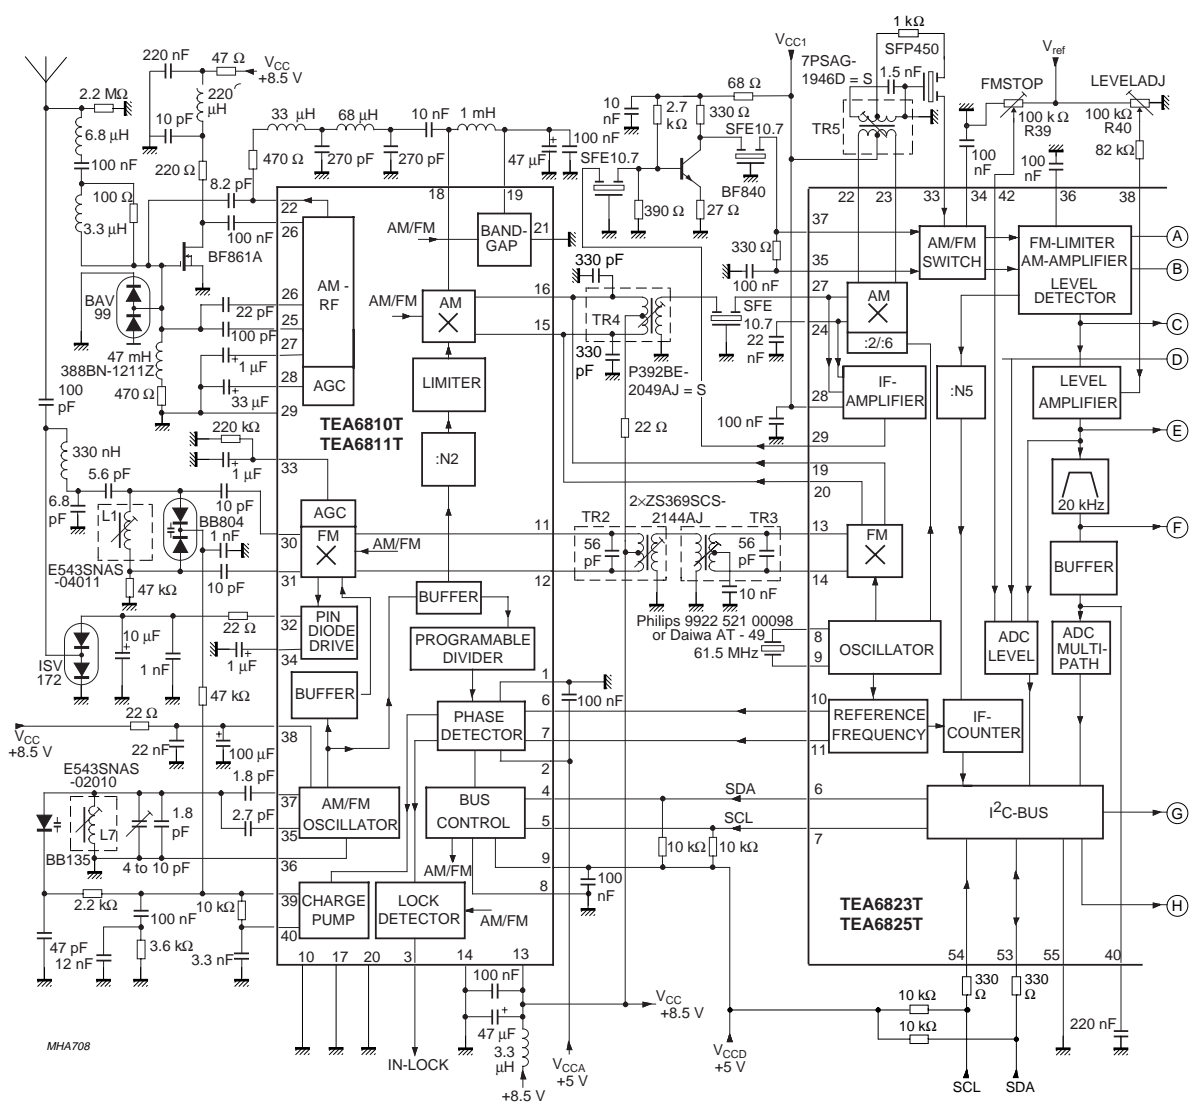 220 nF
47 Ω
VCC
+8.5 V
220
μH
2.2 MΩ
6.8 μH
10 pF
100 nF
220 Ω
100 Ω
3.3 μH
8.2 pF
100 nF
BF861A
33 μH
68 μH
10 nF
1 mH
470 Ω
270 pF
270 pF
47 μF
100 nF
18
19
22
26
AM/FM
BAND-
GAP
21
AM -
RF
AGC
BAV
99
26
22 pF
25
100 pF
27
1 μF
28
33 μF
29
47 mH
388BN-1211Z
470 Ω
100
pF
AM/FM
AM
LIMITER
:N2
TEA6810T
TEA6811T
16
15
330 pF
TR4
330
pF
P392BE-
2049AJ = S
22 Ω
10
nF
2.7
kΩ
330 Ω
68 Ω
SFE10.7
SFE10.7
BF840
390 Ω
27 Ω
VCC1
7PSAG-
1946D = S
1 kΩ
SFP450
1.5 nF
TR5
FMSTOP
Vref
LEVELADJ
100 kΩ
R39
100 kΩ
R40
82 kΩ
100
nF
100
nF
22
23
33
34
42
36
38
37
330 Ω
35
100 nF
27
SFE
10.7
24
22
nF
28
100 nF
29
19
20
AM/FM
SWITCH
FM-LIMITER
AM-AMPLIFIER
LEVEL
DETECTOR
AM
:2/:6
IF-
AMPLIFIER
:N5
LEVEL
AMPLIFIER
20 kHz
BUFFER
A
B
C
D
E
F
G
H
330 nH
220 kΩ
1 μF
33
5.6 pF
10 pF
6.8
pF
L1
BB804
1 nF
E543SNAS
-04011
47 kΩ
10 pF
30
31
AGC
FM
AM/FM
11
12
TR2
2×ZS369SCS-
2144AJ
TR3
56
pF
56
pF
10 nF
13
14
FM
Philips 9922 521 00098
or Daiwa AT - 49
61.5 MHz
8
9
OSCILLATOR
ADC
LEVEL
ADC
MULTI-
PATH
ISV
172
10 μF
1 nF
22 Ω
32
PIN
DIODE
DRIVE
34
1 μF
BUFFER
BUFFER
PROGRAMABLE
DIVIDER
47 kΩ
1
100 nF
6
7
2
PHASE
DETECTOR
10
11
REFERENCE
FREQUENCY
IF-
COUNTER
VCC
+8.5 V
22 Ω
22 nF
100 μF
38
E543SNAS
-02010
L7
BB135
1.8
pF
4 to 10 pF
1.8 pF
37
2.7 pF
35
36
AM/FM
OSCILLATOR
BUS
CONTROL
AM/FM
4
5
9
8
SDA
SCL
10 kΩ
10 kΩ
100
nF
6
7
I2C-BUS
2.2 kΩ
100 nF
10 kΩ
39
40
CHARGE
PUMP
LOCK
DETECTOR
AM/FM
47 pF
12 nF
3.6 kΩ
3.3 nF
10
17
20
3
14
13
100 nF
47 μF
3.3
μH
+8.5 V
VCC
+8.5 V
IN-LOCK
VCCA
+5 V
VCCD
+5 V
TEA6823T
TEA6825T
54
53
55
40
330
Ω
330
Ω
10 kΩ
10 kΩ
220 nF
SCL
SDA
MHA708